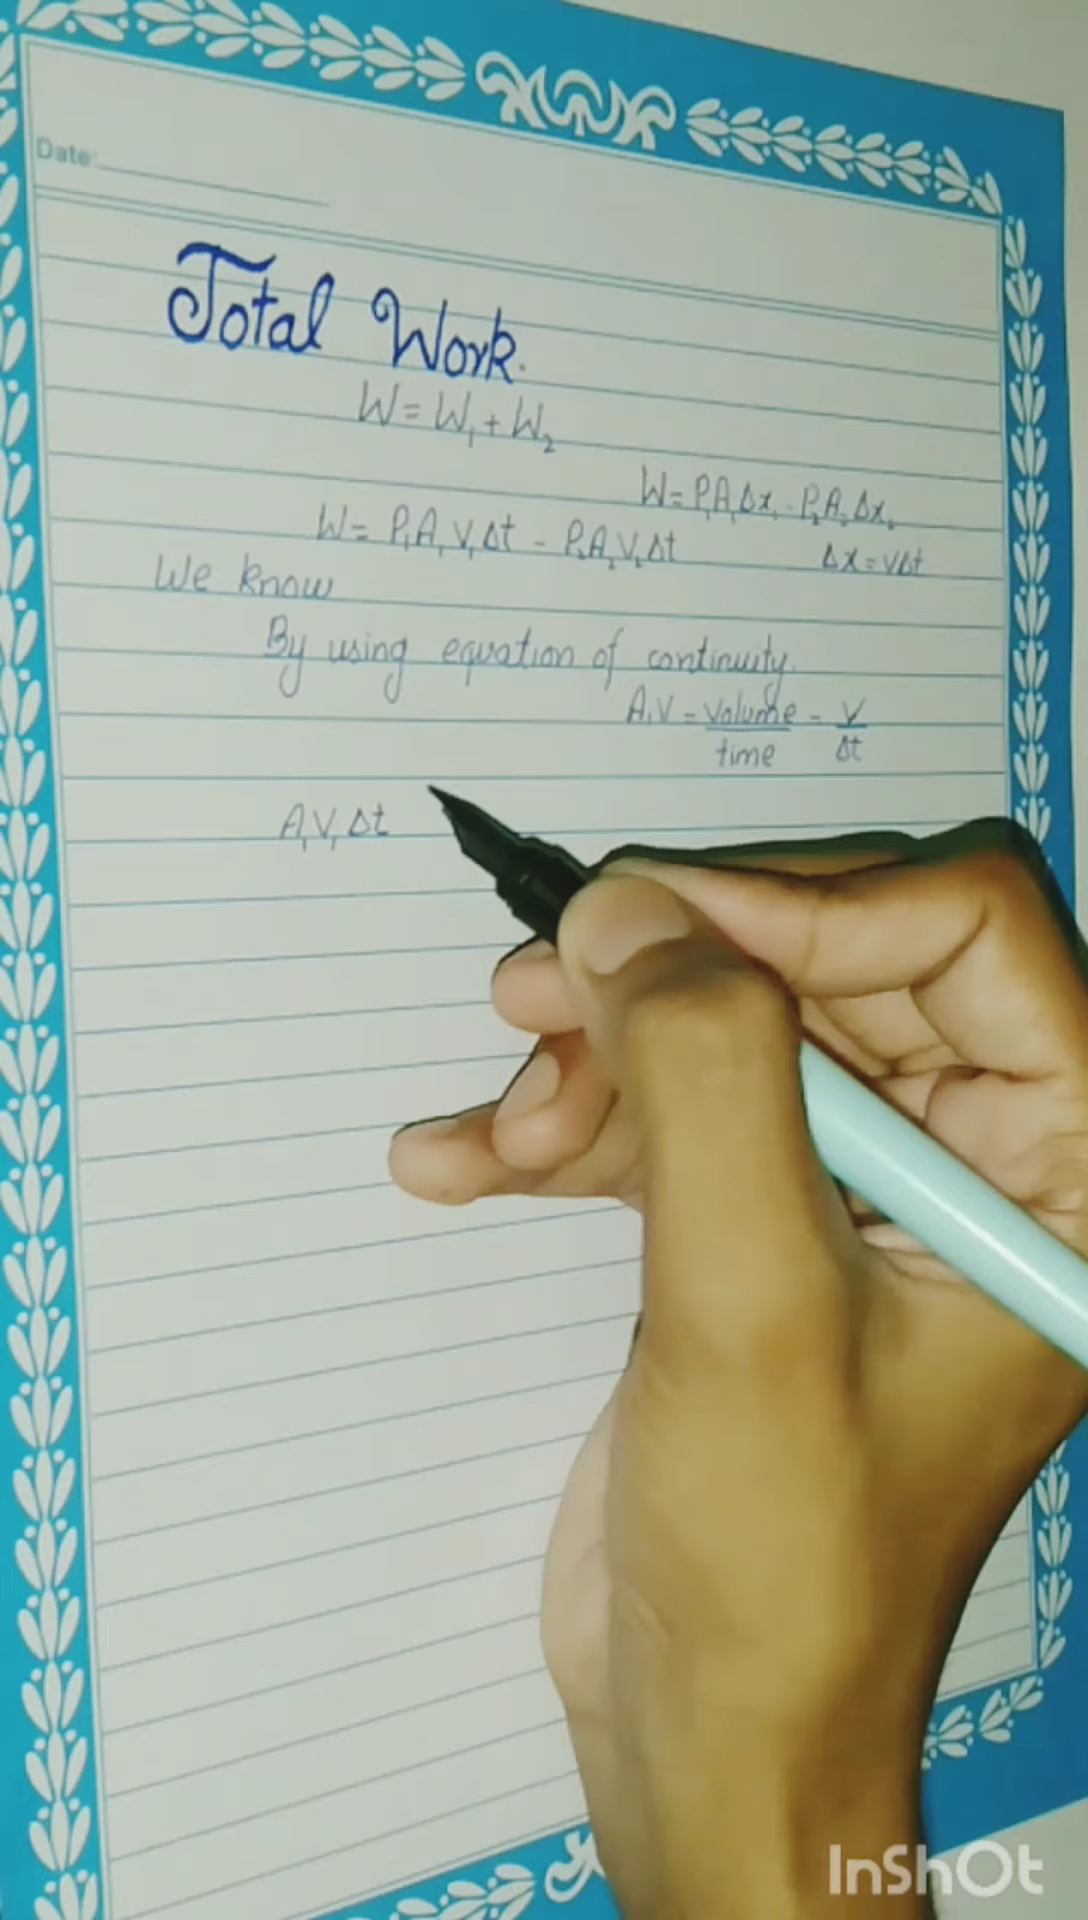 Date:
Total Work.
W = W₁ + W₂
W = P₁A₁Δx₁ - P₂A₂Δx₂
W = P₁A₁V₁Δt - P₂A₂V₂Δt
Δx = vΔt
We know
By using equation of continuity.
A₁V = volume/time = V/Δt
A₁V₁Δt
InShOt